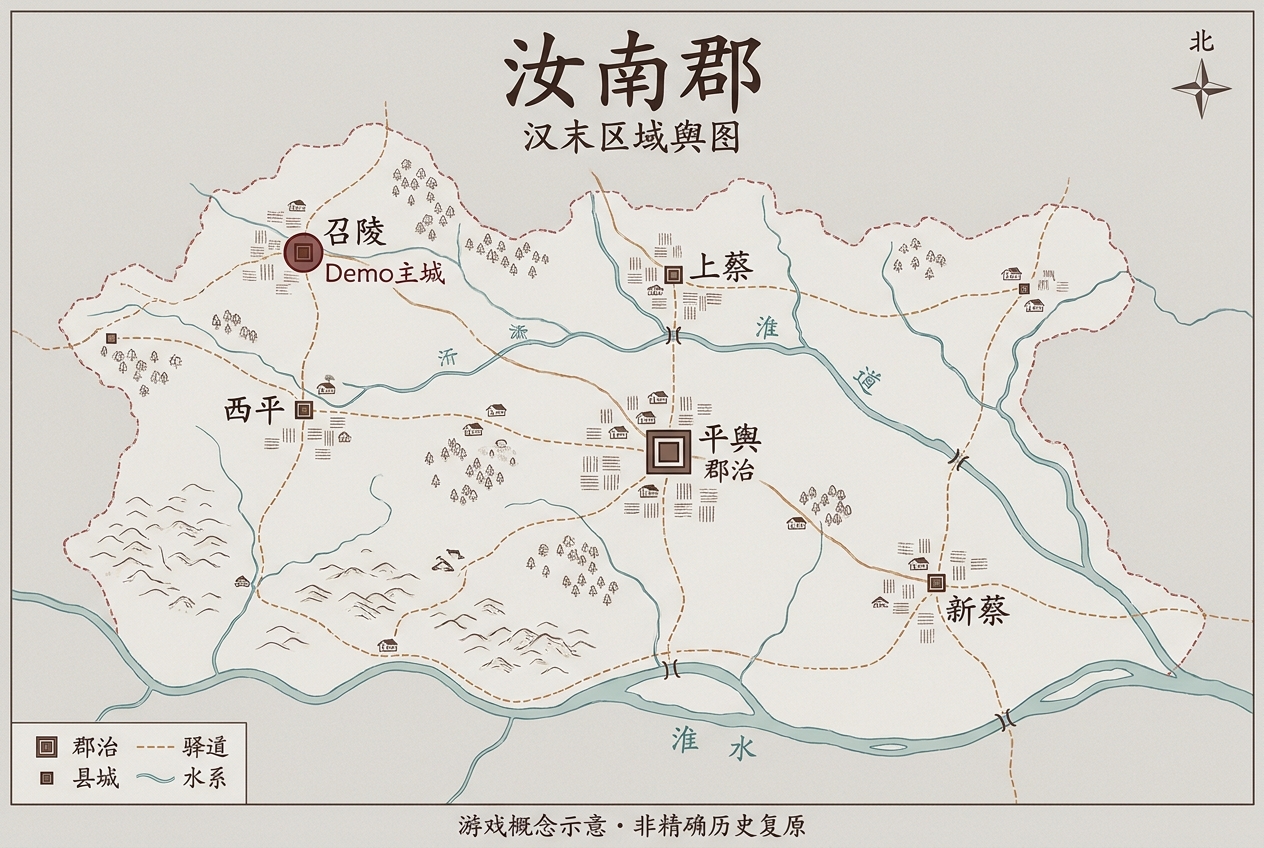 汝南郡
汉末区域舆图
北
召陵
Demo主城
上蔡
淮
道
西平
平舆
郡治
新蔡
淮水
郡治 驿道
县城 水系
游戏概念示意·非精确历史复原